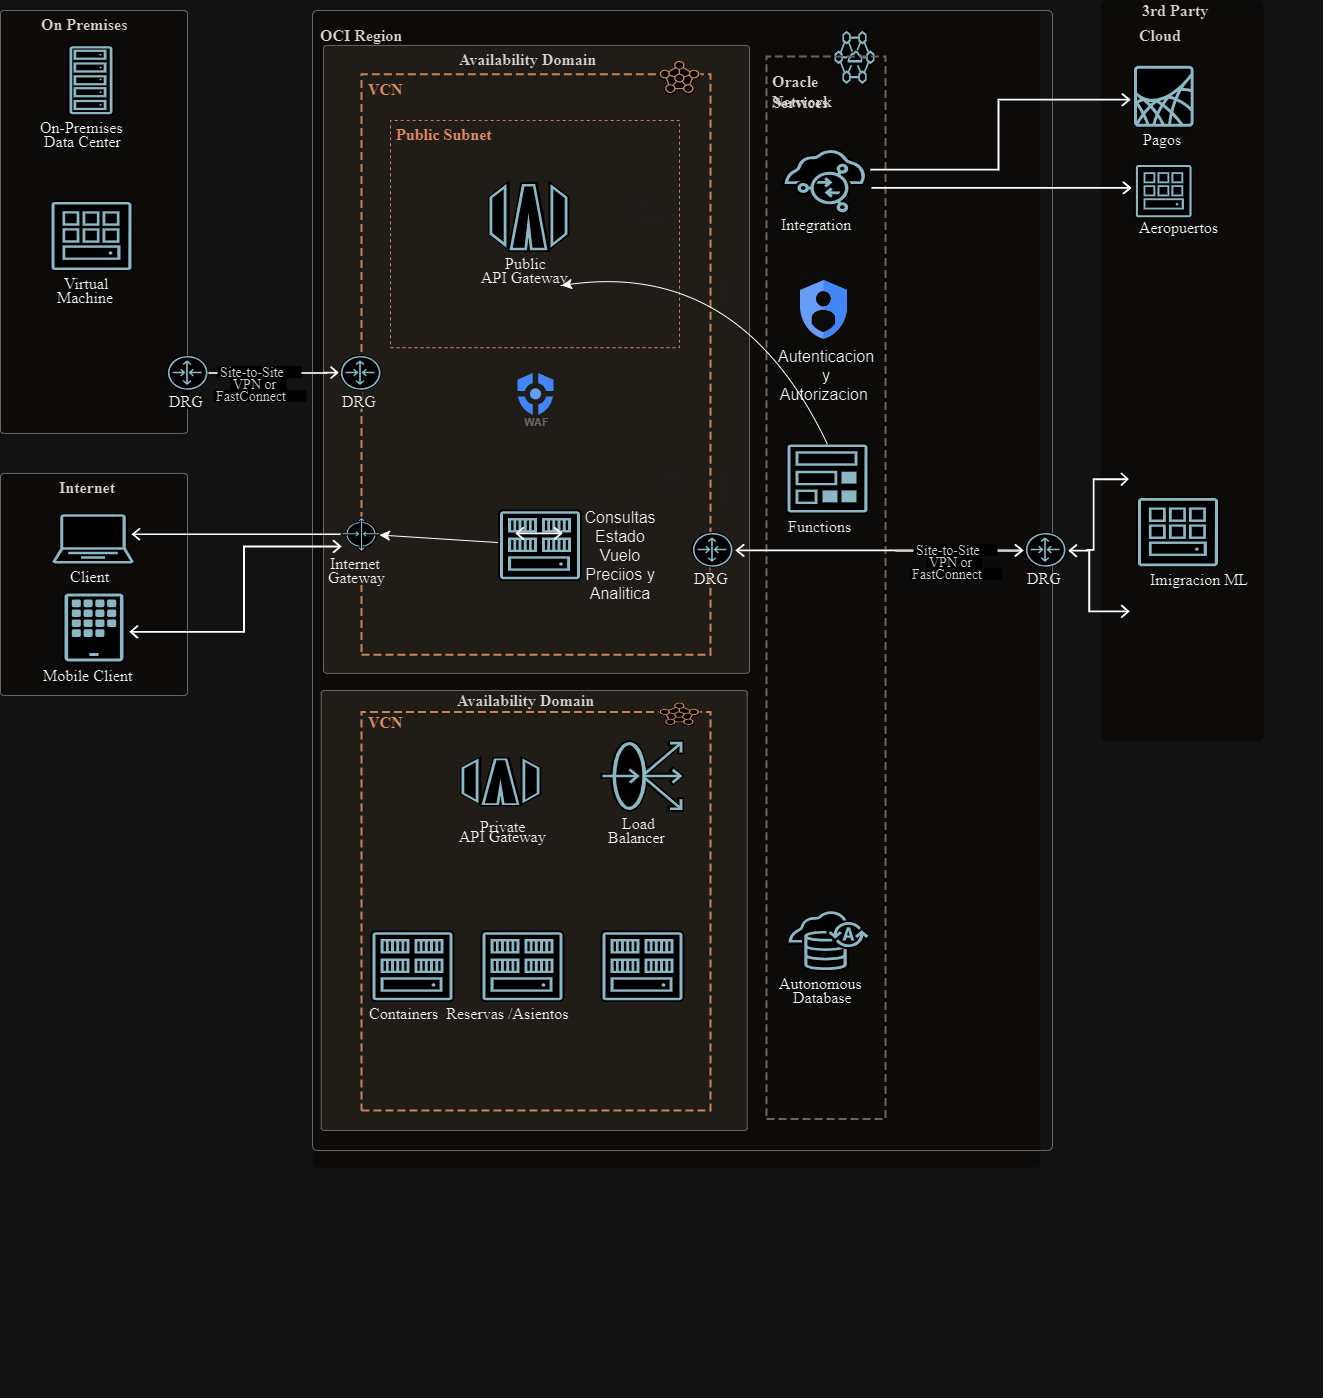 On Premises
On-Premises
Data Center
Virtual
Machine
DRG
Site-to-Site
VPN or
FastConnect
DRG
Internet
Client
Mobile Client
OCI Region
Availability Domain
VCN
Public Subnet
Public
API Gateway
WAF
Internet
Gateway
Consultas
Estado
Vuelo
Preciios y
Analitica
DRG
Availability Domain
VCN
Private
API Gateway
Load
Balancer
Containers
Reservas /Asientos
Oracle
Services
Network
Integration
Autenticacion
y
Autorizacion
Functions
A
Autonomous
Database
Site-to-Site
VPN or
FastConnect
DRG
3rd Party
Cloud
Pagos
Aeropuertos
Imigracion ML